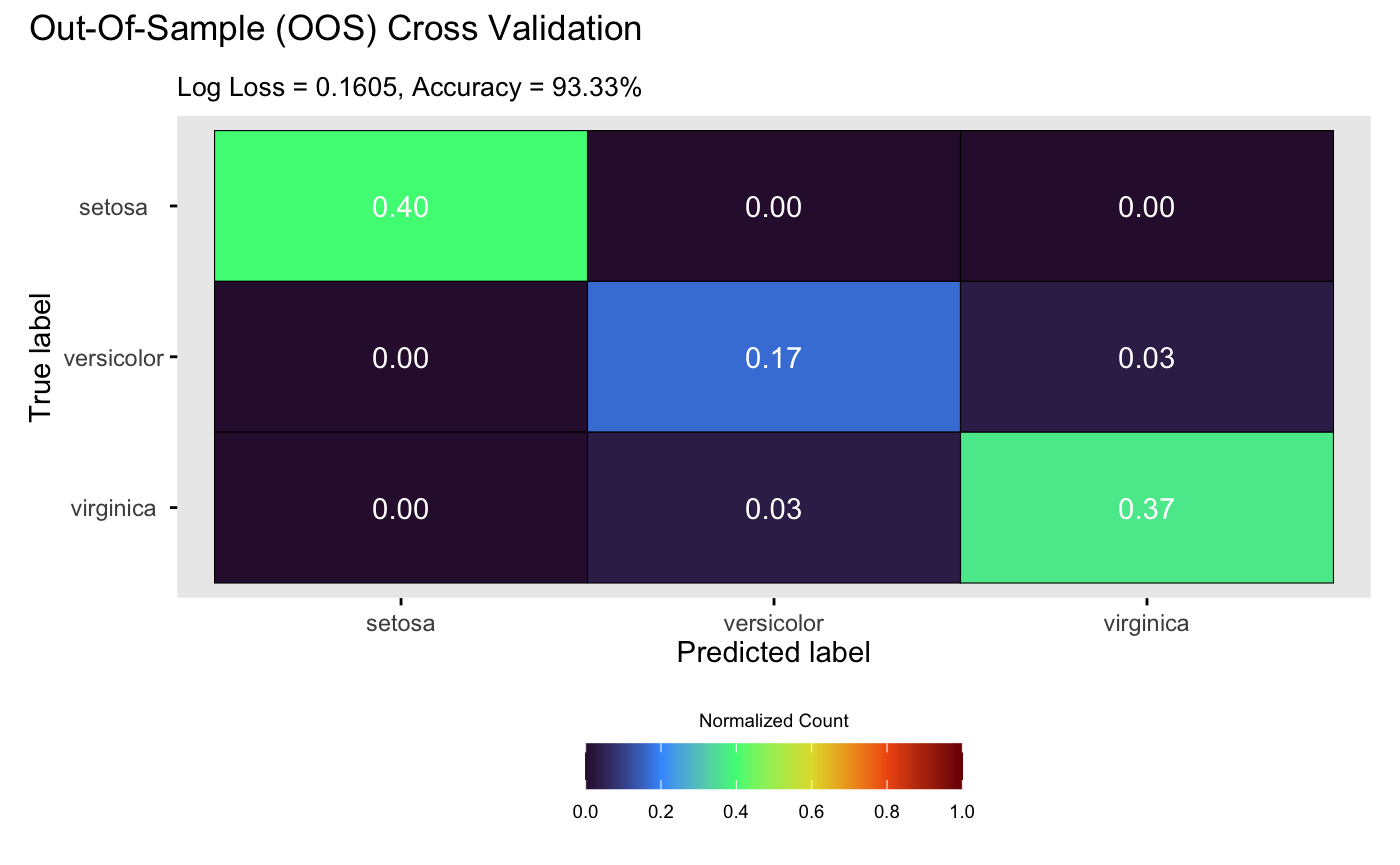 Out-Of-Sample (OOS) Cross Validation
Log Loss = 0.1605, Accuracy = 93.33%
True label
setosa 0.40 0.00 0.00
versicolor 0.00 0.17 0.03
virginica 0.00 0.03 0.37
setosa versicolor virginica
Predicted label
Normalized Count
0.0 0.2 0.4 0.6 0.8 1.0